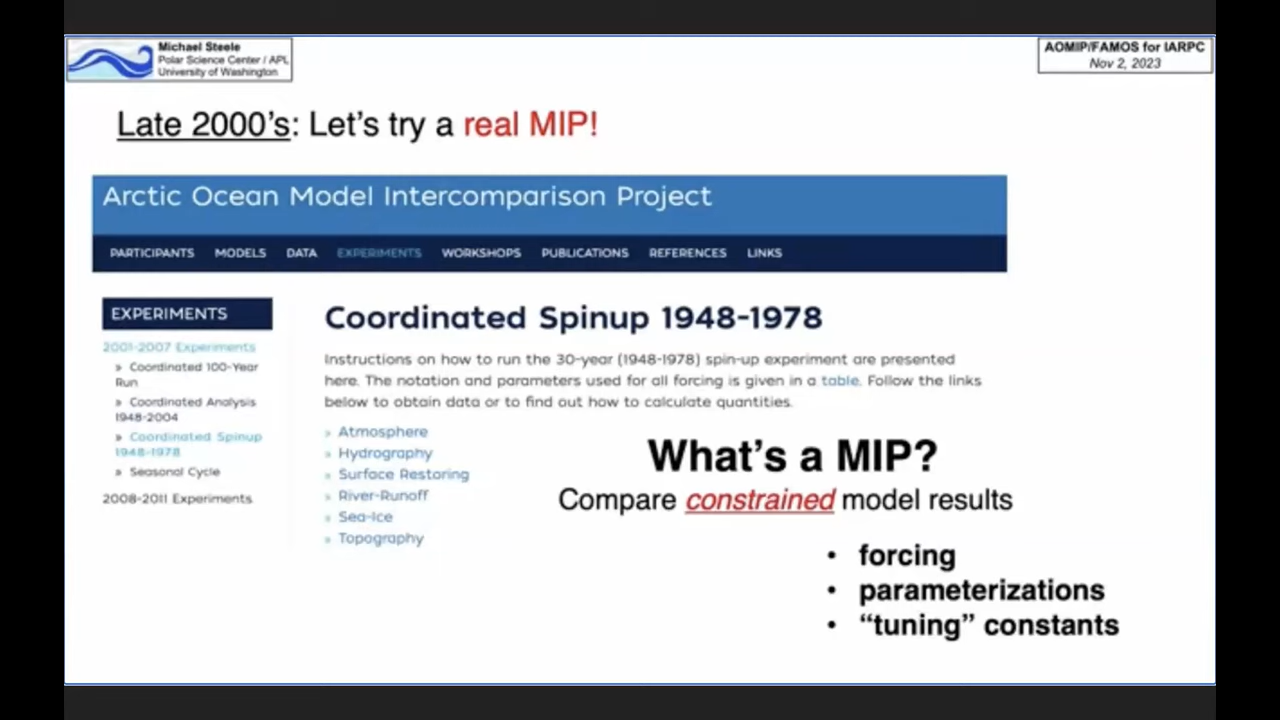 Michael Steele
Polar Science Center / APL
University of Washington
AOMIP/FAMOS for IARPC
Nov 2, 2023
Late 2000's: Let's try a real MIP!
Arctic Ocean Model Intercomparison Project
PARTICIPANTS MODELS DATA EXPERIMENTS WORKSHOPS PUBLICATIONS REFERENCES LINKS
EXPERIMENTS
2001-2007 Experiments
» Coordinated 100-Year
Run
» Coordinated Analysis
1948-2004
» Coordinated Spinup
1948-1978
» Seasonal Cycle
2008-2011 Experiments
Coordinated Spinup 1948-1978
Instructions on how to run the 30-year (1948-1978) spin-up experiment are presented
here. The notation and parameters used for all forcing is given in a table. Follow the links
below to obtain data or to find out how to calculate quantities.
» Atmosphere
» Hydrography
» Surface Restoring
» River-Runoff
» Sea-Ice
» Topography
What's a MIP?
Compare constrained model results
• forcing
• parameterizations
• “tuning” constants